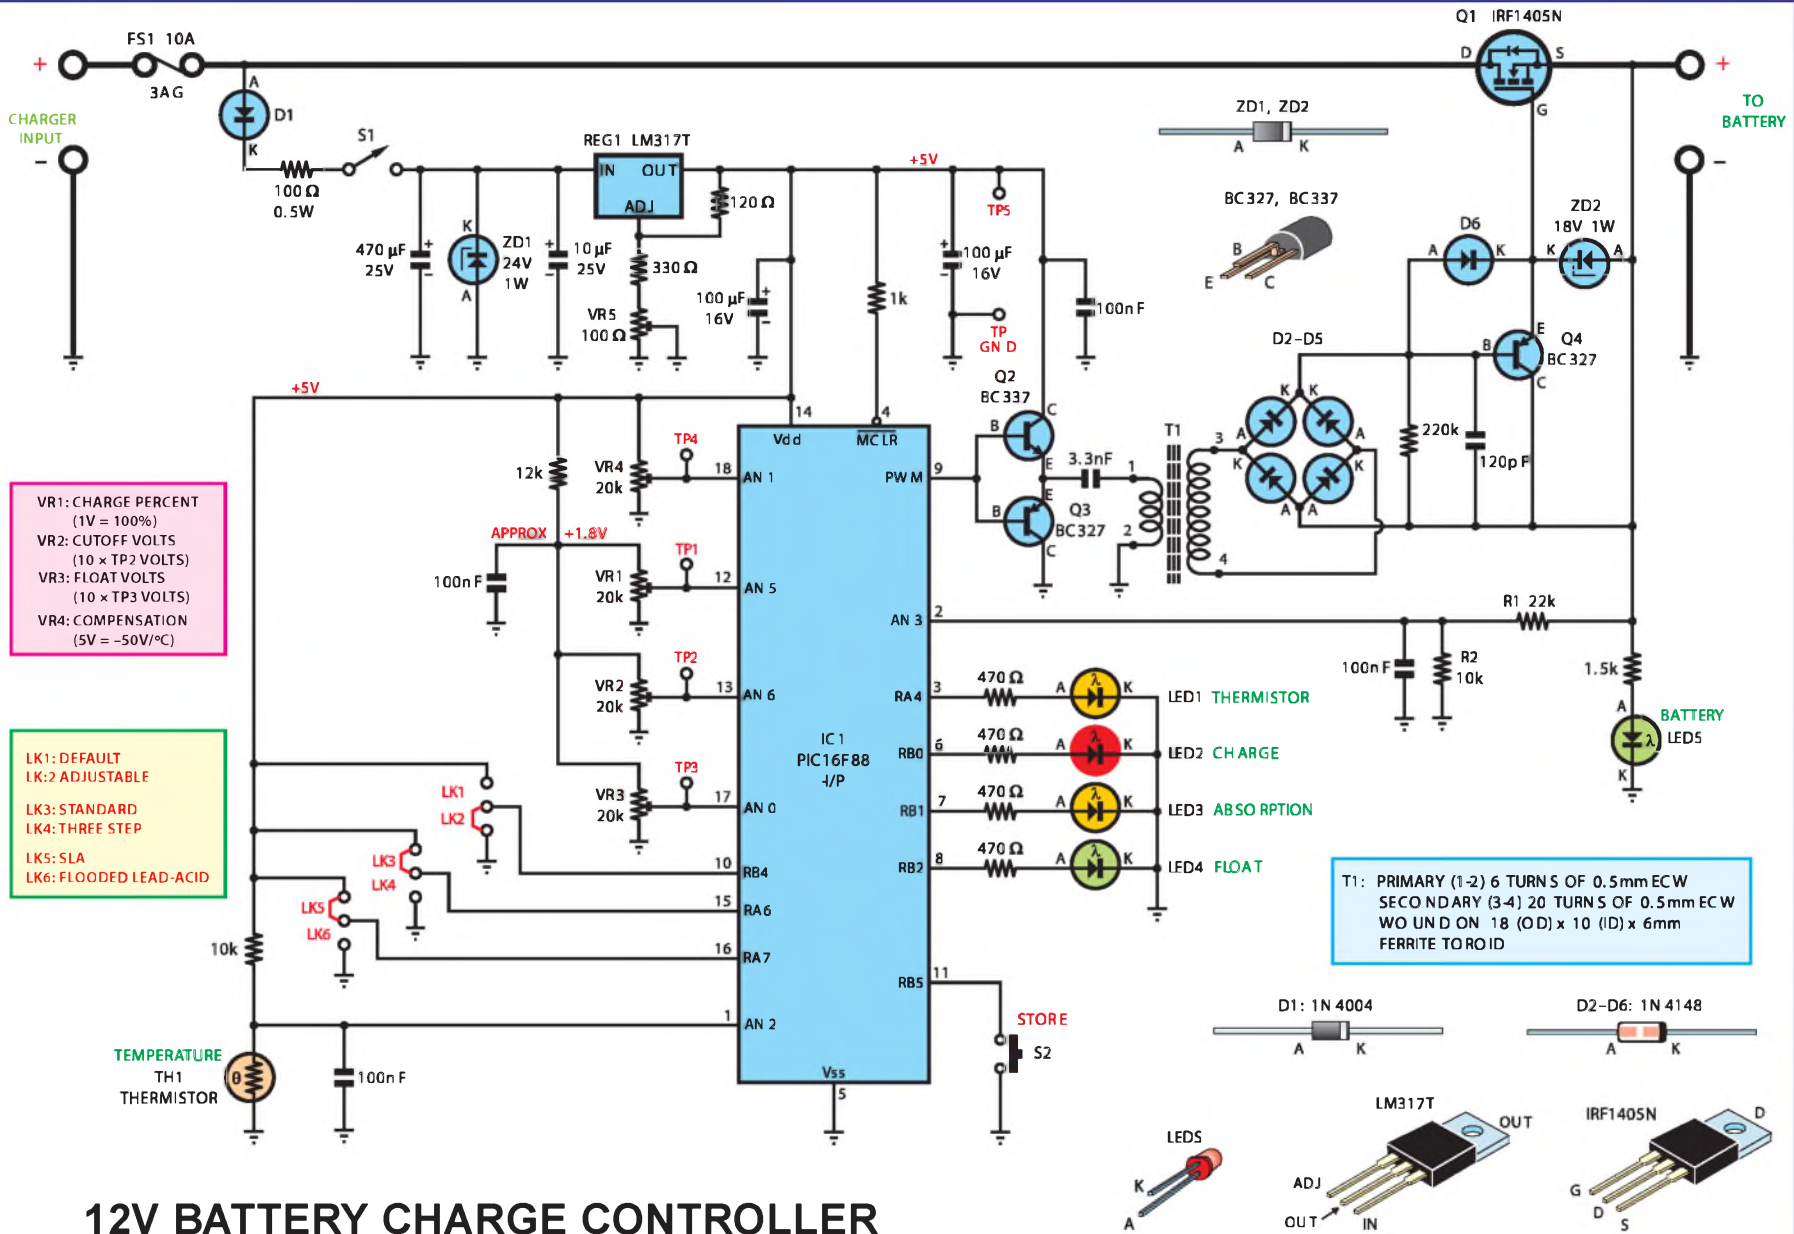 Q1 IRF1405N
FS1 10A
3AG
+
D
S
G
+
A
D1
K
CHARGER
INPUT
–
S1
100Ω
0.5W
REG1 LM317T
IN
OUT
ADJ
+5V
TP5
120Ω
ZD1, ZD2
A
K
TO
BATTERY
–
BC327, BC337
B
E
C
D6
A
K
ZD2
18V 1W
K
A
470µF
25V
+
–
K
ZD1
24V
1W
A
+
10µF
25V
–
330Ω
VR5
100Ω
100µF
16V
+
–
1k
+
100µF
16V
–
TP
GND
100nF
D2–D5
E
B
Q4
BC327
C
+5V
14
4
Vdd
MCLR
Q2
BC337
B
C
E
T1
K
K
A
A
K
K
A
A
3
4
220k
120pF
12k
VR4
20k
TP4
18
AN1
PWM
9
3.3nF
1
2
E
B
Q3
BC327
C
APPROX +1.8V
100nF
VR1
20k
TP1
12
AN5
AN3
2
R1 22k
100nF
R2
10k
1.5k
VR1: CHARGE PERCENT
(1V = 100%)
VR2: CUTOFF VOLTS
(10 × TP2 VOLTS)
VR3: FLOAT VOLTS
(10 × TP3 VOLTS)
VR4: COMPENSATION
(5V = –50V/°C)
VR2
20k
TP2
13
AN6
IC1
PIC16F88
-I/P
RA4
3
470Ω
A
λ
K
LED1 THERMISTOR
RB0
6
470Ω
A
λ
K
LED2 CHARGE
A
BATTERY
LED5
λ
K
LK1: DEFAULT
LK:2 ADJUSTABLE
LK3: STANDARD
LK4: THREE STEP
LK5: SLA
LK6: FLOODED LEAD-ACID
LK1
LK2
VR3
20k
TP3
17
AN0
RB1
7
470Ω
A
λ
K
LED3 ABSORPTION
LK3
LK4
10
RB4
RB2
8
470Ω
A
λ
K
LED4 FLOAT
LK5
LK6
15
RA6
16
RA7
10k
T1: PRIMARY (1-2) 6 TURNS OF 0.5mm ECW
SECONDARY (3-4) 20 TURNS OF 0.5mm ECW
WOUND ON 18 (OD) x 10 (ID) x 6mm
FERRITE TOROID
RB5
11
1
AN2
STORE
S2
D1: 1N4004
A
K
D2–D6: 1N4148
A
K
TEMPERATURE
TH1
THERMISTOR
θ
100nF
Vss
5
LEDS
K
A
LM317T
OUT
ADJ
OUT
IN
IRF1405N
D
G
D
S
12V BATTERY CHARGE CONTROLLER